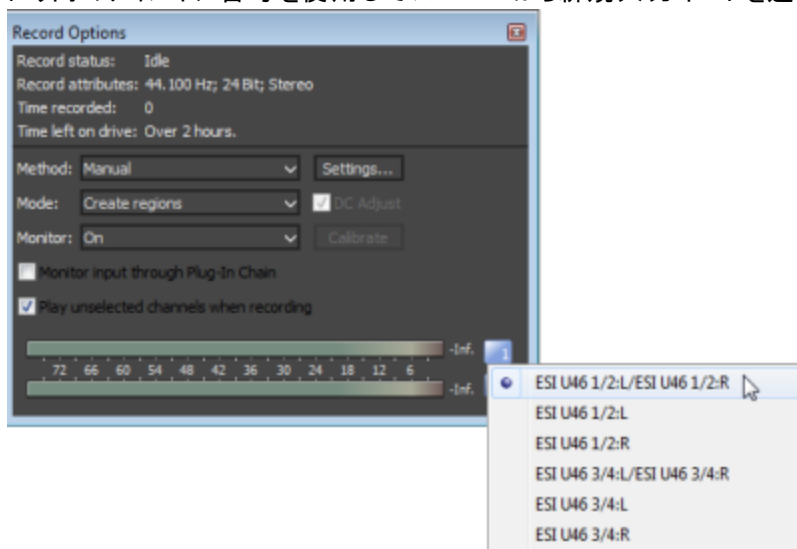 Record Options
Record status: Idle
Record attributes: 44.100 Hz; 24 Bit; Stereo
Time recorded: 0
Time left on drive: Over 2 hours.
Method: Manual Settings...
Mode: Create regions DC Adjust
Monitor: On Calibrate
Monitor input through Plug-In Chain
Play unselected channels when recording
-Inf. 1
72 66 60 54 48 42 36 30 24 18 12 6
-Inf.
ESI U46 1/2:L/ESI U46 1/2:R
ESI U46 1/2:L
ESI U46 1/2:R
ESI U46 3/4:L/ESI U46 3/4:R
ESI U46 3/4:L
ESI U46 3/4:R